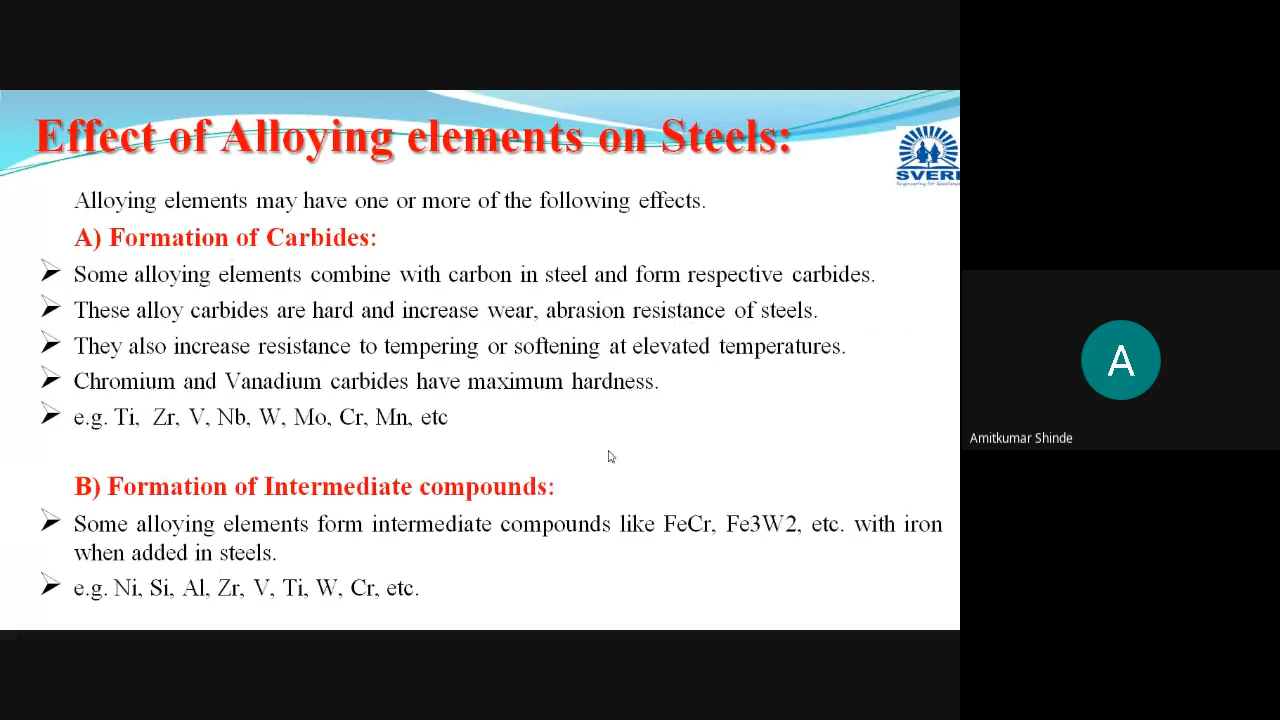 Effect of Alloying elements on Steels:
SVERI
Engineering for Excellence
Alloying elements may have one or more of the following effects.
A) Formation of Carbides:
Some alloying elements combine with carbon in steel and form respective carbides.
These alloy carbides are hard and increase wear, abrasion resistance of steels.
They also increase resistance to tempering or softening at elevated temperatures.
Chromium and Vanadium carbides have maximum hardness.
e.g. Ti, Zr, V, Nb, W, Mo, Cr, Mn, etc
B) Formation of Intermediate compounds:
Some alloying elements form intermediate compounds like FeCr, Fe3W2, etc. with iron
when added in steels.
e.g. Ni, Si, Al, Zr, V, Ti, W, Cr, etc.
A
Amitkumar Shinde